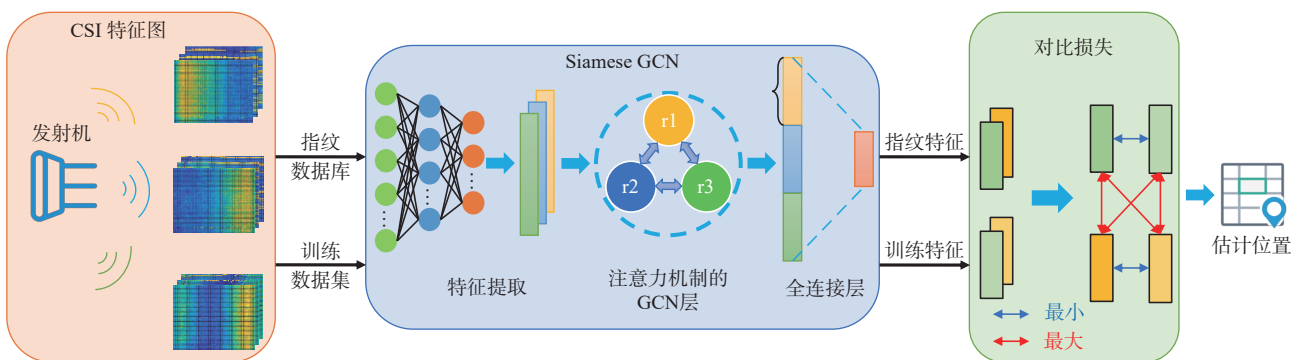 CSI 特征图
发射机
指纹
数据库
训练
数据集
Siamese GCN
r1
r2
r3
特征提取
注意力机制的
GCN层
全连接层
指纹特征
训练特征
对比损失
最小
最大
估计位置